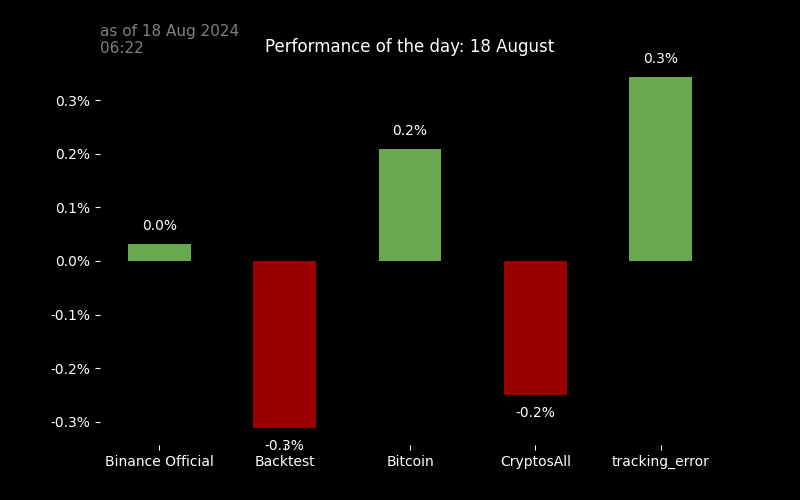 as of 18 Aug 2024
06:22
Performance of the day: 18 August
0.3%
0.3%
0.2%
0.2%
0.1%
0.0%
0.0%
-0.1%
-0.2%
-0.2%
-0.3%
-0.3%
Binance Official
Backtest
Bitcoin
CryptosAll
tracking_error